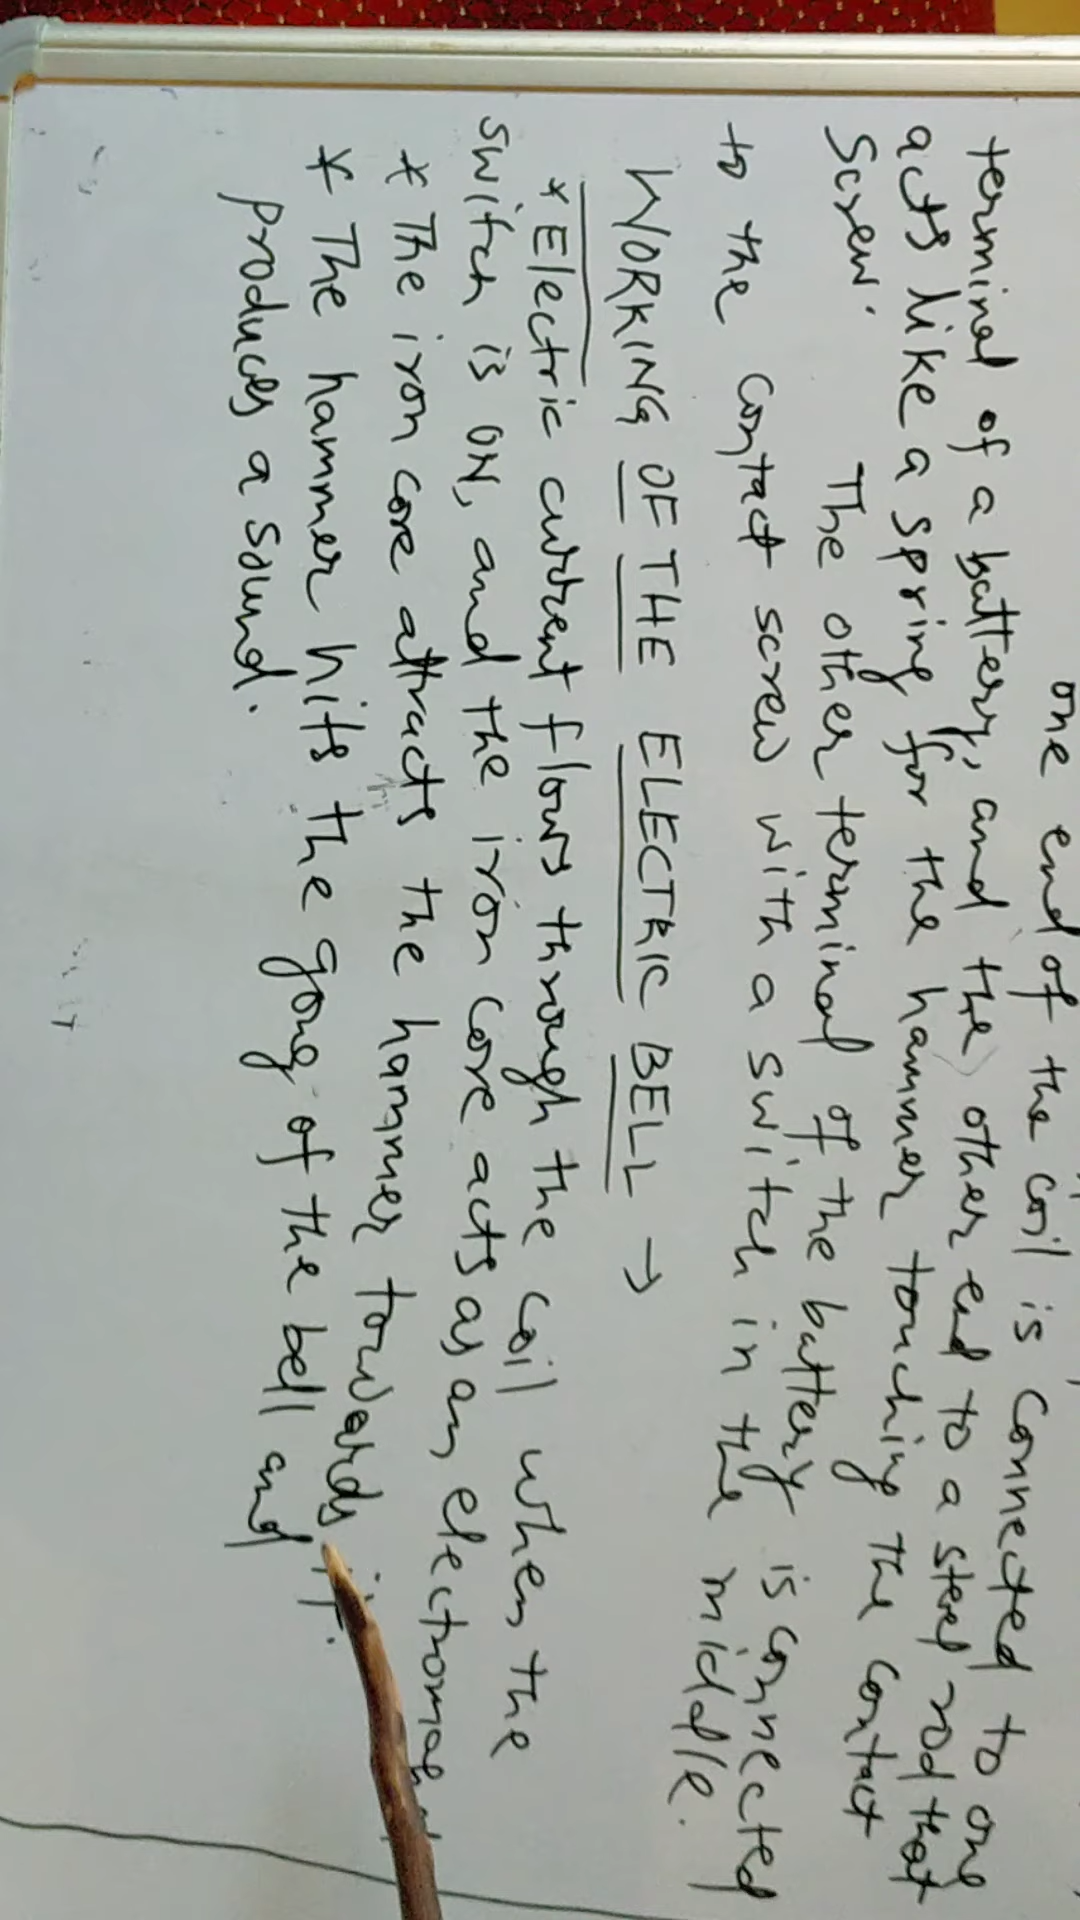 one end of the coil is connected to one
terminal of a battery, and the other end to a steel rod that
acts like a spring for the hammer touching the contact
screw. The other terminal of the battery is connected
to the contact screw with a switch in the middle.
WORKING OF THE ELECTRIC BELL →
* Electric current flows through the coil when the
switch is ON, and the iron core acts as an
* The iron core attracts the hammer towards it.
* The hammer hits the gong of the bell and
produces a sound.